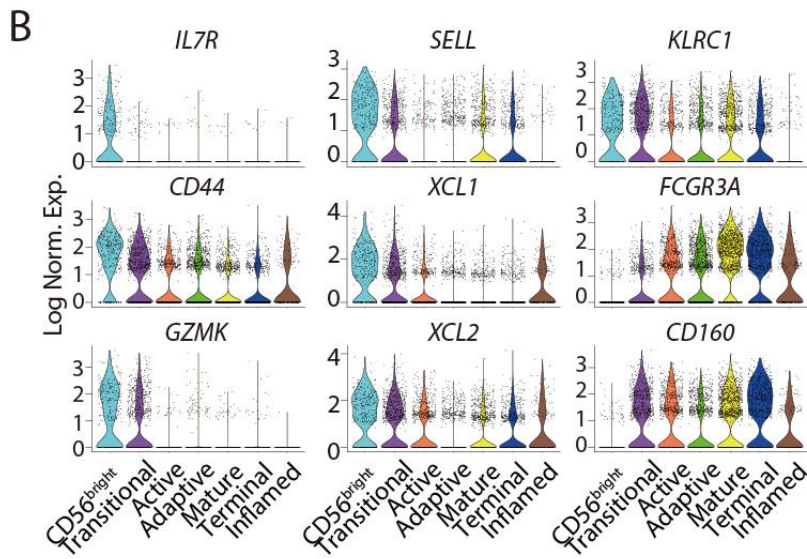 B
IL7R SELL KLRC1
3 3 3
2 2 2
1 1 1
0 0 0
CD44 XCL1 FCGR3A
3 4 3
2 2 2
1 0 1
0 0
GZMK XCL2 CD160
3 4 3
2 2 2
1 0 1
0 0
Log Norm. Exp.
CD56bright Transitional Active Adaptive Mature Terminal Inflamed
CD56bright Transitional Active Adaptive Mature Terminal Inflamed
CD56bright Transitional Active Adaptive Mature Terminal Inflamed